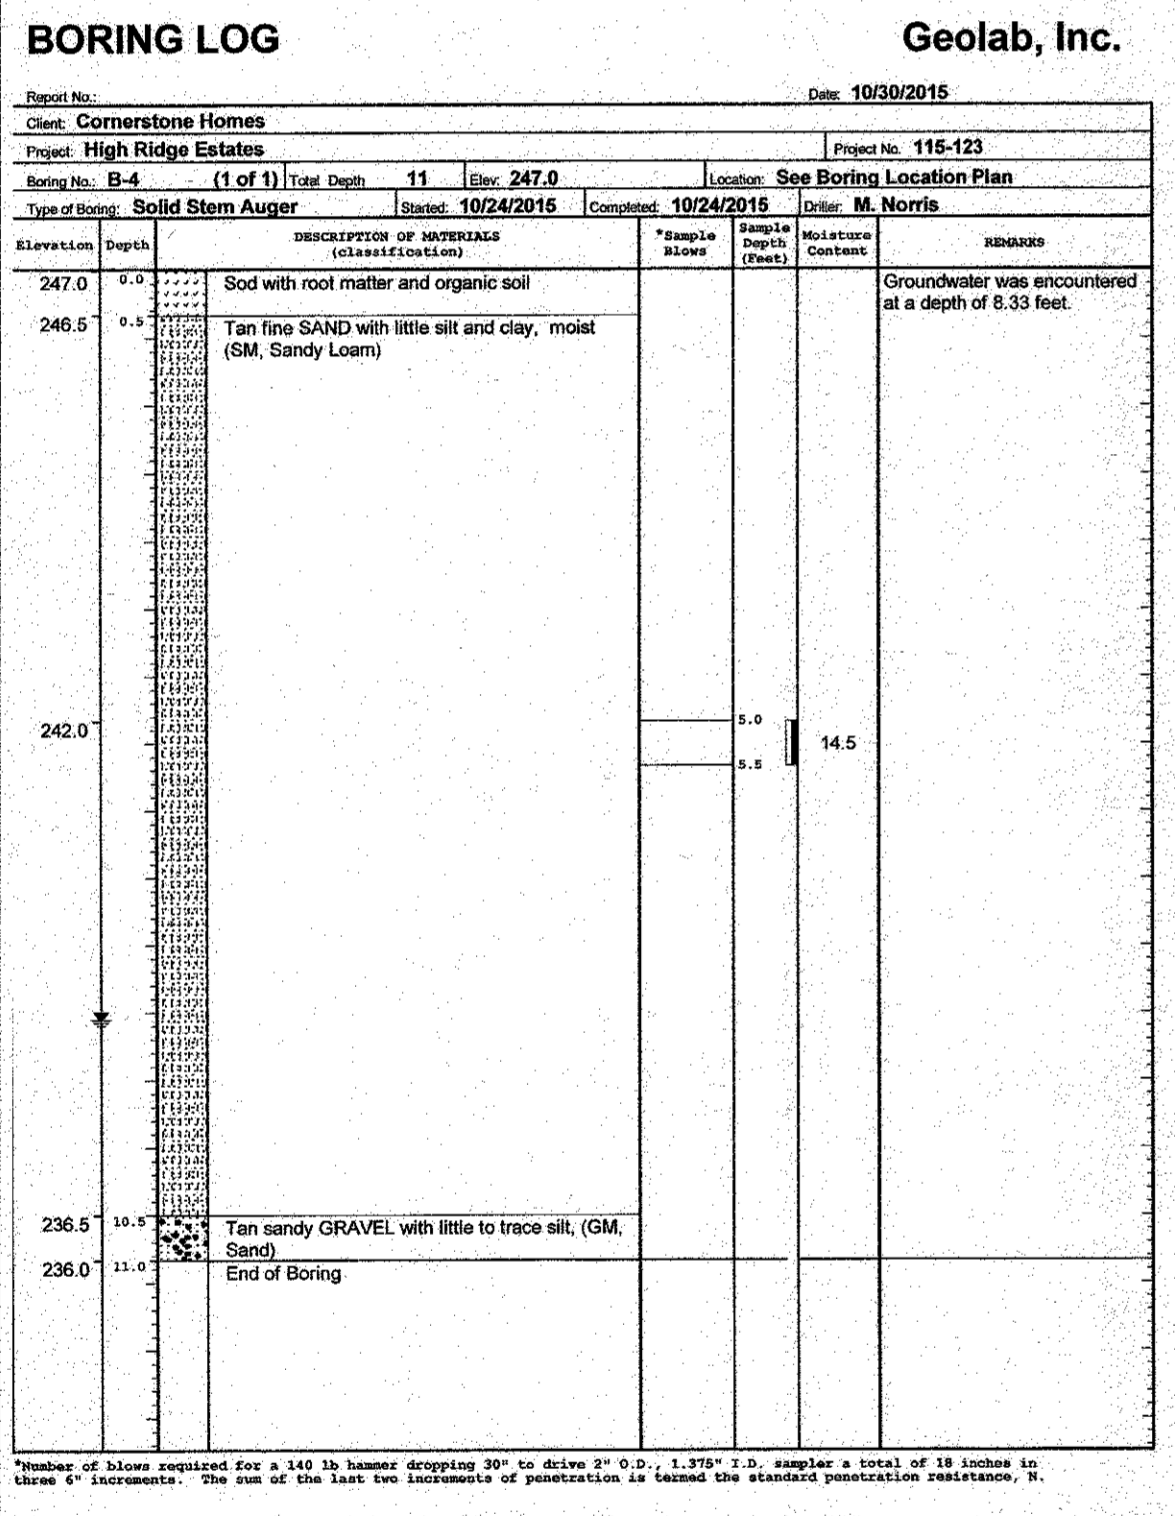 BORING LOG
Geolab, Inc.
Report No.:
Date: 10/30/2015
Client: Cornerstone Homes
Project: High Ridge Estates
Project No. 115-123
Boring No.: B-4 (1 of 1) Total Depth 11 Elev: 247.0 Location: See Boring Location Plan
Type of Boring: Solid Stem Auger Started: 10/24/2015 Completed: 10/24/2015 Driller: M. Norris
Elevation
Depth
DESCRIPTION OF MATERIALS
(classification)
*Sample
Blows
Sample
Depth
(Feet)
Moisture
Content
REMARKS
247.0 0.0 Sod with root matter and organic soil
Groundwater was encountered
at a depth of 8.33 feet.
246.5 0.5 Tan fine SAND with little silt and clay, moist
(SM, Sandy Loam)
242.0
5.0
14.5
5.5
236.5 10.5 Tan sandy GRAVEL with little to trace silt, (GM,
Sand)
236.0 11.0 End of Boring
*Number of blows required for a 140 lb hammer dropping 30" to drive 2" O.D., 1.375" I.D. sampler a total of 18 inches in
three 6" increments. The sum of the last two increments of penetration is termed the standard penetration resistance, N.